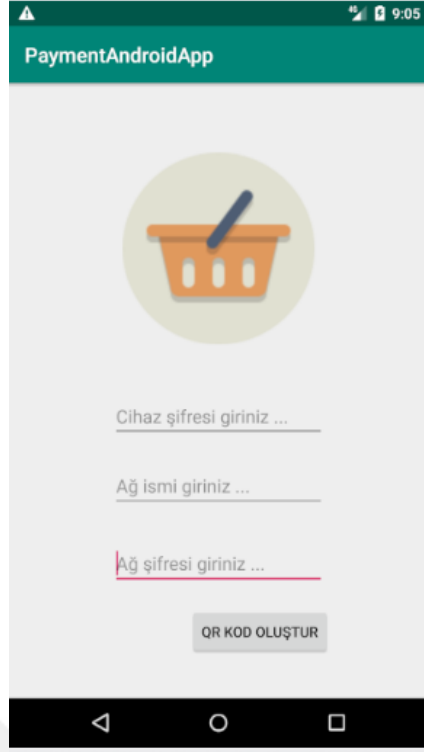 9:05
PaymentAndroidApp
Cihaz şifresi giriniz ...
Ağ ismi giriniz ...
Ağ şifresi giriniz ...
QR KOD OLUŞTUR